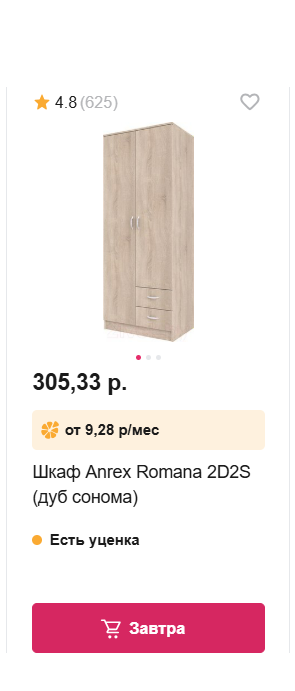 4.8 (625)
305,33 р.
от 9,28 р/мес
Шкаф Anrex Romana 2D2S
(дуб сонома)
Есть уценка
Завтра